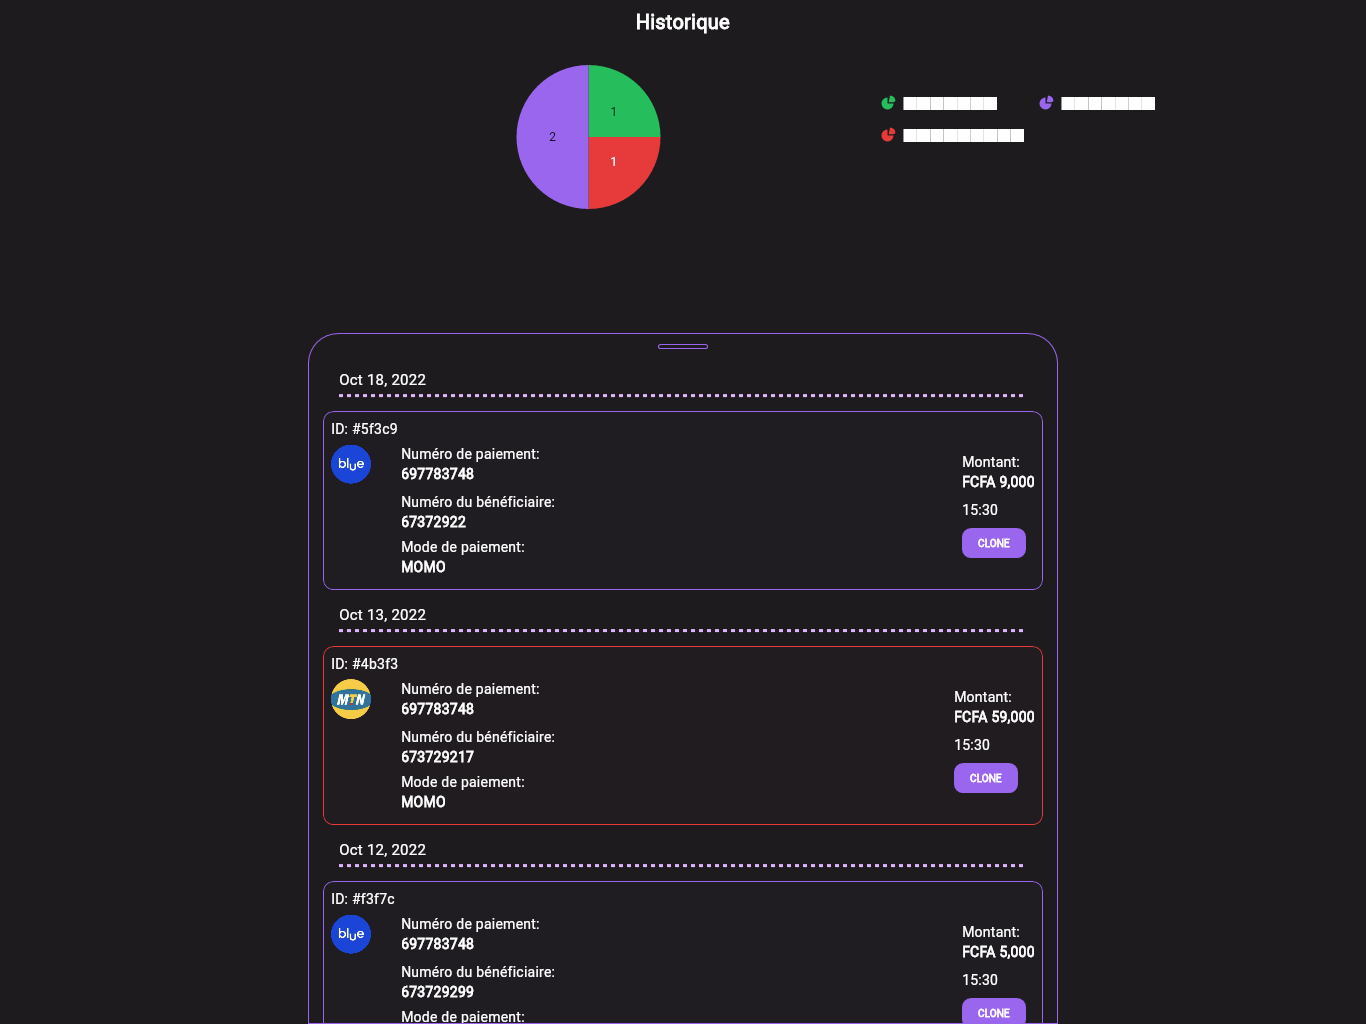 Historique
1
2
1
Oct 18, 2022
ID: #5f3c9
blue
Numéro de paiement:
697783748
Numéro du bénéficiaire:
67372922
Mode de paiement:
MOMO
Montant:
FCFA 9,000
15:30
CLONE
Oct 13, 2022
ID: #4b3f3
MTN
Numéro de paiement:
697783748
Numéro du bénéficiaire:
673729217
Mode de paiement:
MOMO
Montant:
FCFA 59,000
15:30
CLONE
Oct 12, 2022
ID: #f3f7c
blue
Numéro de paiement:
697783748
Numéro du bénéficiaire:
673729299
Mode de paiement:
Montant:
FCFA 5,000
15:30
CLONE